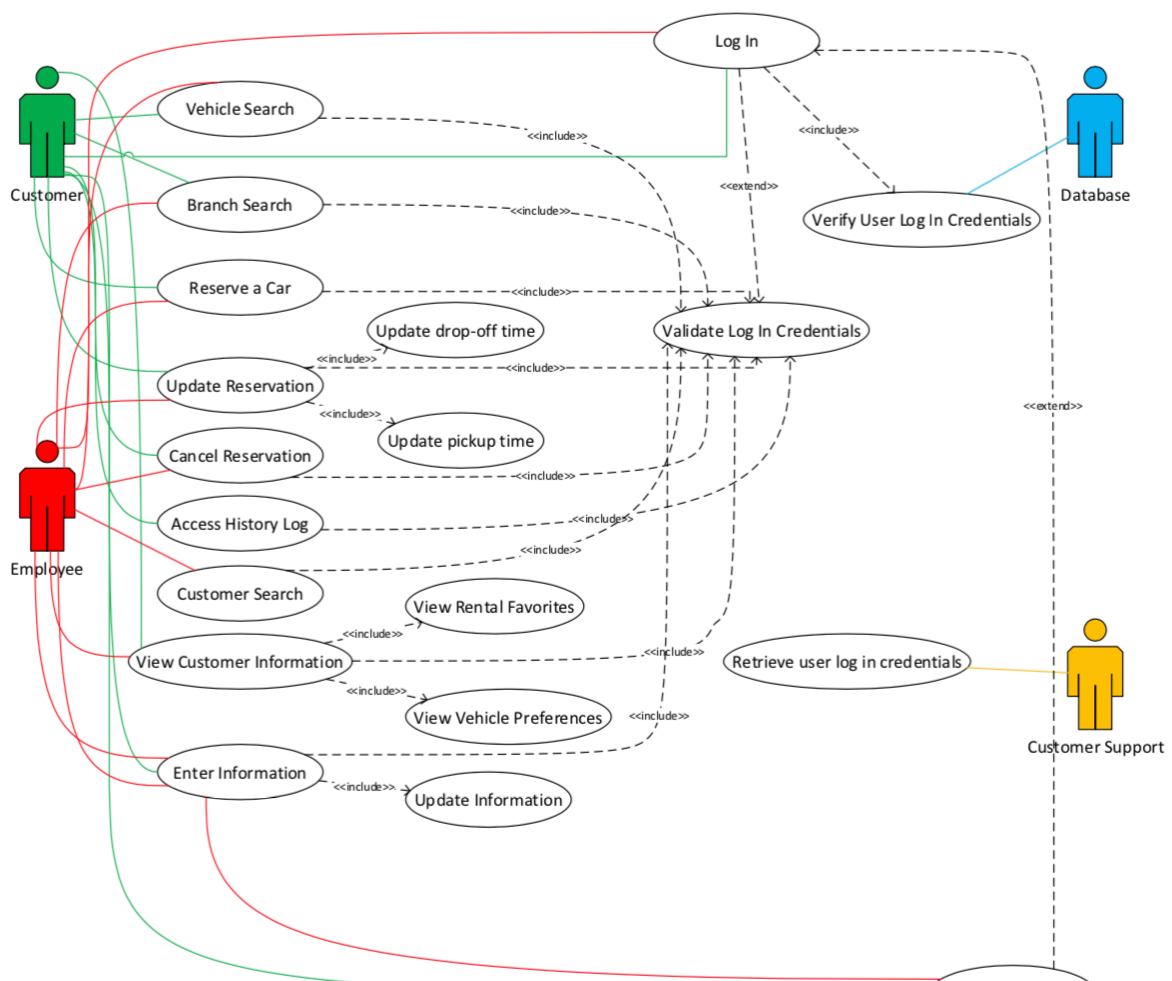 Log In
Vehicle Search
<<include>>
<<include>>
Customer
Database
<<extend>>
Branch Search
<<include>>
Verify User Log In Credentials
Reserve a Car
<<include>>
Update drop-off time
Validate Log In Credentials
<<include>>
<<include>>
Update Reservation
<<extend>>
<<include>>
Update pickup time
Cancel Reservation
<<include>>
Access History Log
<<include>>
<<include>>
Employee
Customer Search
View Rental Favorites
<<include>>
<<include>>
View Customer Information
Retrieve user log in credentials
<<include>>
View Vehicle Preferences
<<include>>
Customer Support
Enter Information
<<include>>
Update Information